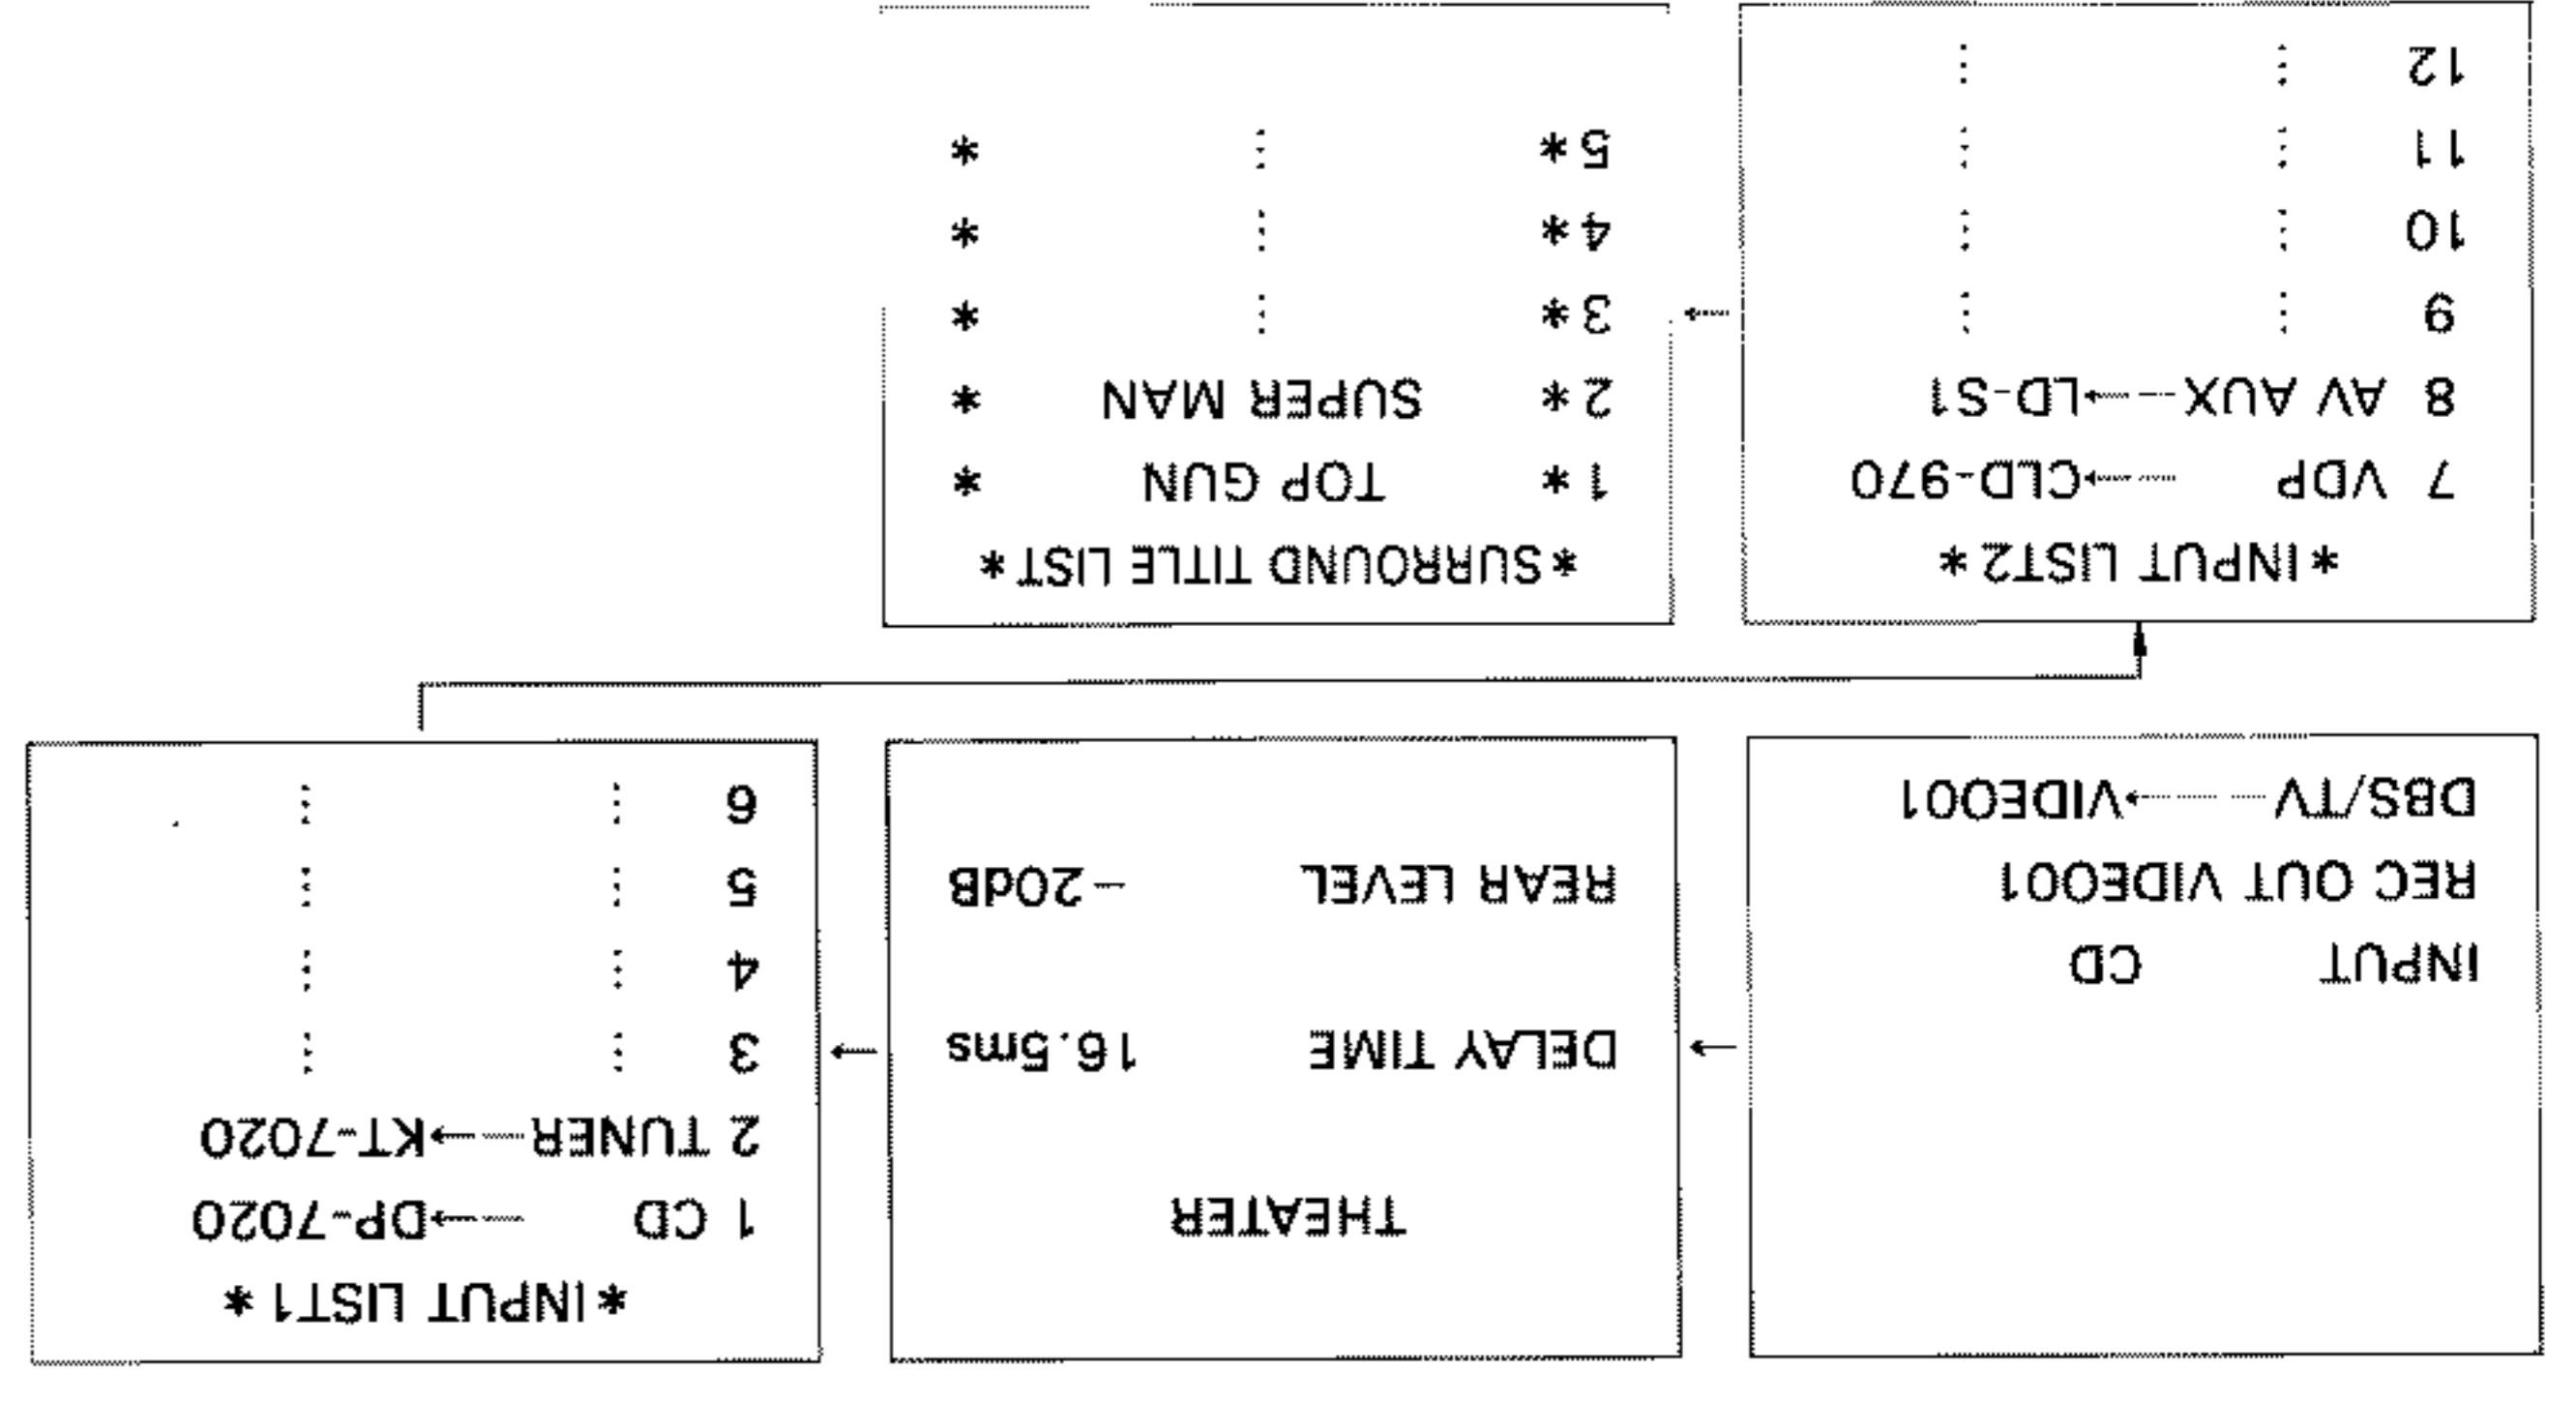 INPUT CD
REC OUT VIDEO01
DBS/TV→VIDEO01
THEATER
DELAY TIME 16.5ms
REAR LEVEL -20dB
*INPUT LIST1*
1 CD →DP-7020
2 TUNER→KT-7020
3 : :
4 : :
5 : :
6 : :
*INPUT LIST2*
7 VDP →CLD-970
8 AV AUX→LD-S1
9 : :
10 : :
11 : :
12 : :
*SURROUND TITLE LIST*
1* TOP GUN *
2* SUPER MAN *
3* : *
4* : *
5* : *